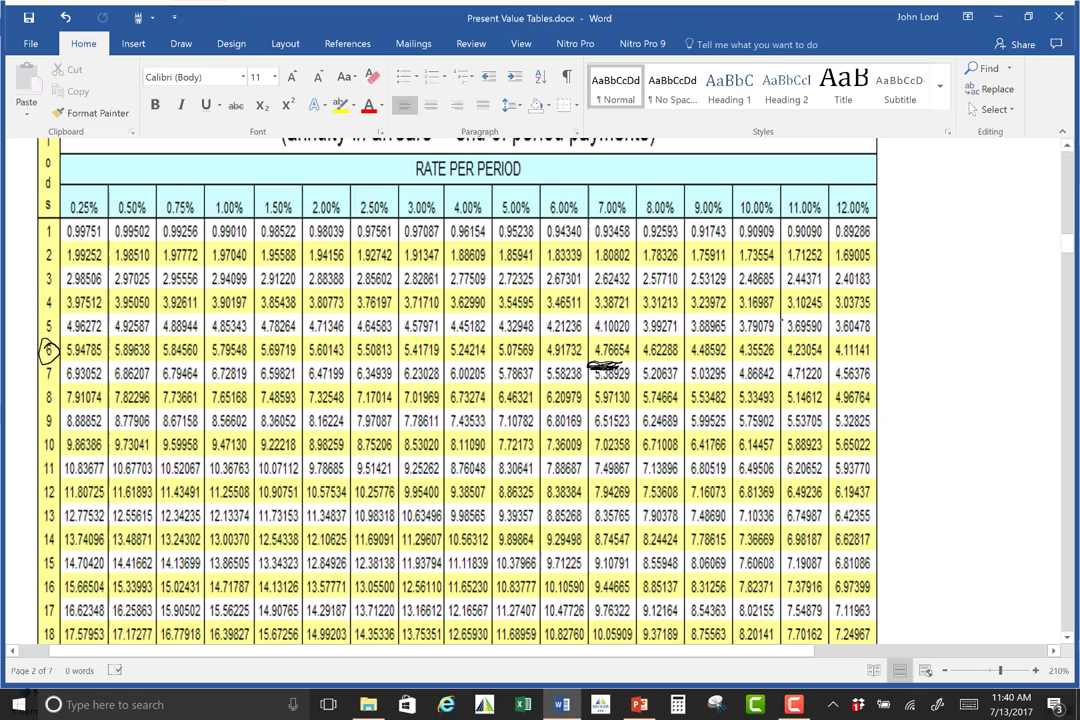 Present Value Tables.docx - Word
John Lord
File Home Insert Draw Design Layout References Mailings Review View Nitro Pro Nitro Pro 9 Tell me what you want to do Share
Cut
Copy
Format Painter
Paste
Calibri (Body) 11
AaBbCcDd AaBbCcDd AaBbC AaBbCcI AaB AaBbCcD
¶ Normal ¶ No Spac... Heading 1 Heading 2 Title Subtitle
Find
Replace
Select
Clipboard Font Paragraph Styles Editing
(annuity in arrears - end of period payments)
o
d
s
RATE PER PERIOD
0.25% 0.50% 0.75% 1.00% 1.50% 2.00% 2.50% 3.00% 4.00% 5.00% 6.00% 7.00% 8.00% 9.00% 10.00% 11.00% 12.00%
1 0.99751 0.99502 0.99256 0.99010 0.98522 0.98039 0.97561 0.97087 0.96154 0.95238 0.94340 0.93458 0.92593 0.91743 0.90909 0.90090 0.89286
2 1.99252 1.98510 1.97772 1.97040 1.95588 1.94156 1.92742 1.91347 1.88609 1.85941 1.83339 1.80802 1.78326 1.75911 1.73554 1.71252 1.69005
3 2.98506 2.97025 2.95556 2.94099 2.91220 2.88388 2.85602 2.82861 2.77509 2.72325 2.67301 2.62432 2.57710 2.53129 2.48685 2.44371 2.40183
4 3.97512 3.95050 3.92611 3.90197 3.85438 3.80773 3.76197 3.71710 3.62990 3.54595 3.46511 3.38721 3.31213 3.23972 3.16987 3.10245 3.03735
5 4.96272 4.92587 4.88944 4.85343 4.78264 4.71346 4.64583 4.57971 4.45182 4.32948 4.21236 4.10020 3.99271 3.88965 3.79079 3.69590 3.60478
6 5.94785 5.89638 5.84560 5.79548 5.69719 5.60143 5.50813 5.41719 5.24214 5.07569 4.91732 4.76654 4.62288 4.48592 4.35526 4.23054 4.11141
7 6.93052 6.86207 6.79464 6.72819 6.59821 6.47199 6.34939 6.23028 6.00205 5.78637 5.58238 5.38929 5.20637 5.03295 4.86842 4.71220 4.56376
8 7.91074 7.82296 7.73661 7.65168 7.48593 7.32548 7.17014 7.01969 6.73274 6.46321 6.20979 5.97130 5.74664 5.53482 5.33493 5.14612 4.96764
9 8.88852 8.77906 8.67158 8.56602 8.36052 8.16224 7.97087 7.78611 7.43533 7.10782 6.80169 6.51523 6.24689 5.99525 5.75902 5.53705 5.32825
10 9.86386 9.73041 9.59958 9.47130 9.22218 8.98259 8.75206 8.53020 8.11090 7.72173 7.36009 7.02358 6.71008 6.41766 6.14457 5.88923 5.65022
11 10.83677 10.67703 10.52067 10.36763 10.07112 9.78685 9.51421 9.25262 8.76048 8.30641 7.88687 7.49867 7.13896 6.80519 6.49506 6.20652 5.93770
12 11.80725 11.61893 11.43491 11.25508 10.90751 10.57534 10.25776 9.95400 9.38507 8.86325 8.38384 7.94269 7.53608 7.16073 6.81369 6.49236 6.19437
13 12.77532 12.55615 12.34235 12.13374 11.73153 11.34837 10.98318 10.63496 9.98565 9.39357 8.85268 8.35765 7.90378 7.48690 7.10336 6.74987 6.42355
14 13.74096 13.48871 13.24302 13.00370 12.54338 12.10625 11.69091 11.29607 10.56312 9.89864 9.29498 8.74547 8.24424 7.78615 7.36669 6.98187 6.62817
15 14.70420 14.41662 14.13699 13.86505 13.34323 12.84926 12.38138 11.93794 11.11839 10.37966 9.71225 9.10791 8.55948 8.06069 7.60608 7.19087 6.81086
16 15.66504 15.33993 15.02431 14.71787 14.13126 13.57771 13.05500 12.56110 11.65230 10.83777 10.10590 9.44665 8.85137 8.31256 7.82371 7.37916 6.97399
17 16.62348 16.25863 15.90502 15.56225 14.90765 14.29187 13.71220 13.16612 12.16567 11.27407 10.47726 9.76322 9.12164 8.54363 8.02155 7.54879 7.11963
18 17.57953 17.17277 16.77918 16.39827 15.67256 14.99203 14.35336 13.75351 12.65930 11.68959 10.82760 10.05909 9.37189 8.75563 8.20141 7.70162 7.24967
Page 2 of 7 0 words 210%
Type here to search
11:40 AM
7/13/2017